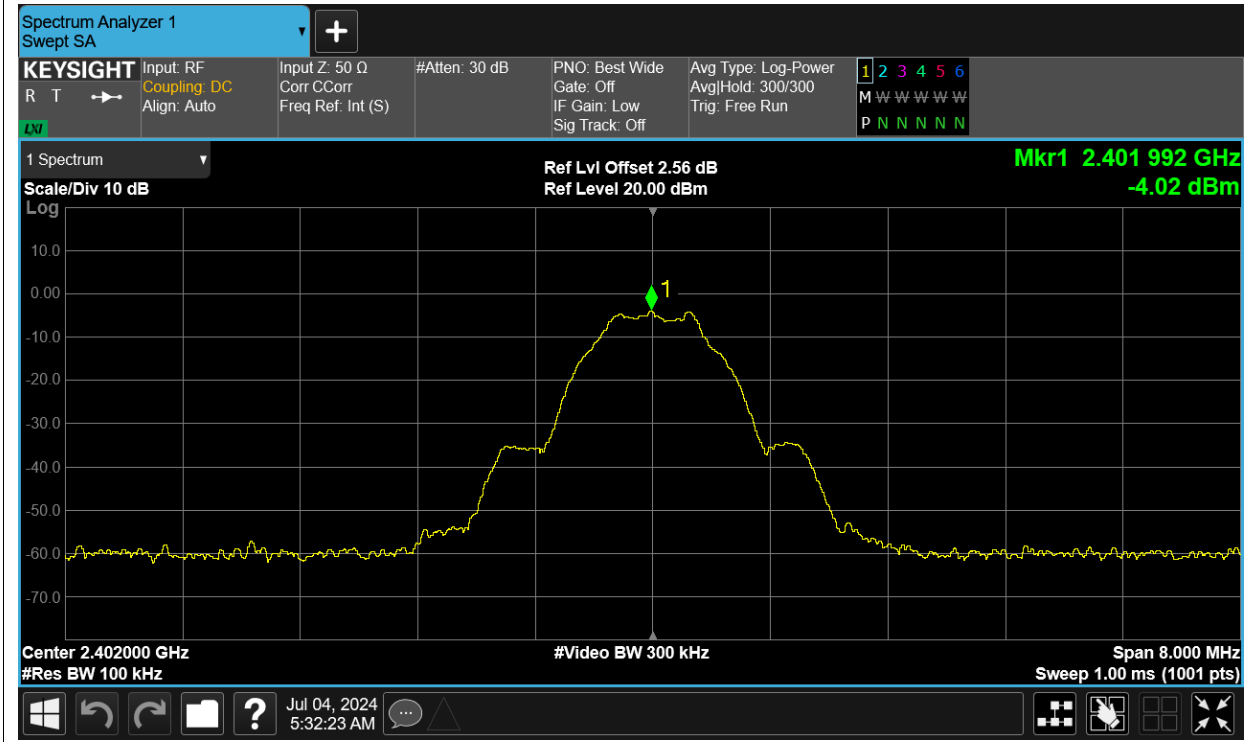 Spectrum Analyzer 1
Swept SA
KEYSIGHT
R T
LXI
Input: RF
Coupling: DC
Align: Auto
Input Z: 50 Ω
Corr CCorr
Freq Ref: Int (S)
#Atten: 30 dB
PNO: Best Wide
Gate: Off
IF Gain: Low
Sig Track: Off
Avg Type: Log-Power
Avg|Hold: 300/300
Trig: Free Run
1 2 3 4 5 6
M W W W W W
P N N N N N
1 Spectrum
Scale/Div 10 dB
Log
Ref Lvl Offset 2.56 dB
Ref Level 20.00 dBm
Mkr1 2.401 992 GHz
-4.02 dBm
10.0
0.00
1
-10.0
-20.0
-30.0
-40.0
-50.0
-60.0
-70.0
Center 2.402000 GHz
#Video BW 300 kHz
Span 8.000 MHz
#Res BW 100 kHz
Sweep 1.00 ms (1001 pts)
?
Jul 04, 2024
5:32:23 AM